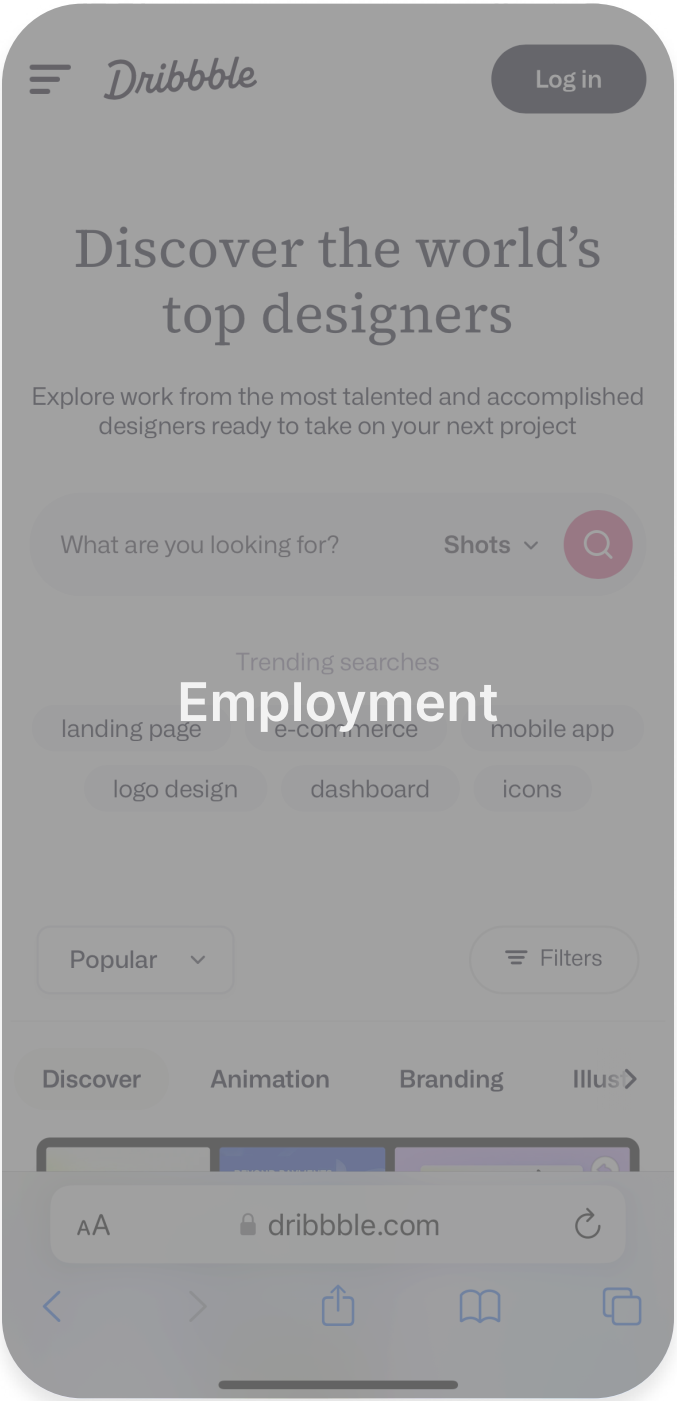 Dribbble
Log in
Discover the world’s
top designers
Explore work from the most talented and accomplished
designers ready to take on your next project
What are you looking for? Shots
Trending searches
Employment
landing page e-commerce mobile app
logo design dashboard icons
Popular Filters
Discover Animation Branding Illust
AA dribbble.com